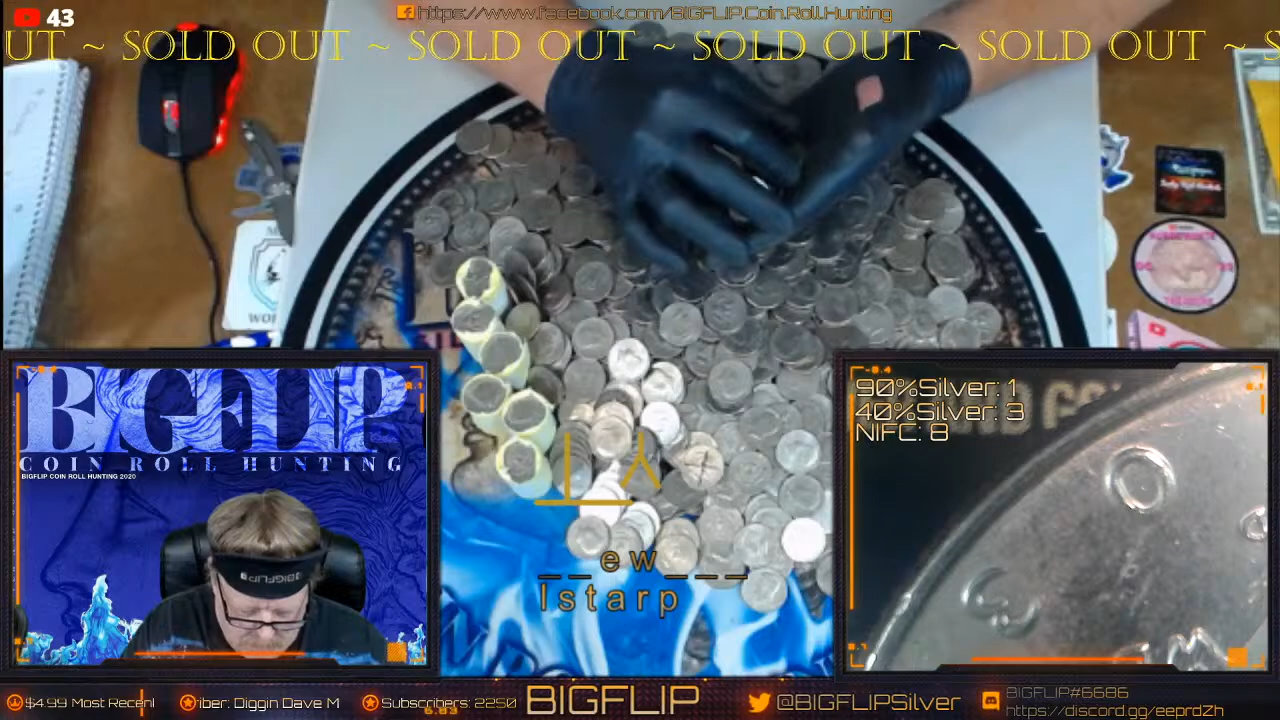 43
https://www.facebook.com/BIGFLIP.Coin.Roll.Hunting
UT ~ SOLD OUT ~ SOLD OUT ~ SOLD OUT ~ SOLD OUT ~ S
BIGFLIP
COIN ROLL HUNTING
BIGFLIP COIN ROLL HUNTING 2020
90%Silver: 1
40%Silver: 3
NIFC: 8
_ _ e w _ _ _
l s t a r p
$4.99 Most Recent
iber: Diggin Dave M
Subscribers: 2250
BIGFLIP
@BIGFLIPSilver
BIGFLIP#6686
https://discord.gg/eeprdZh